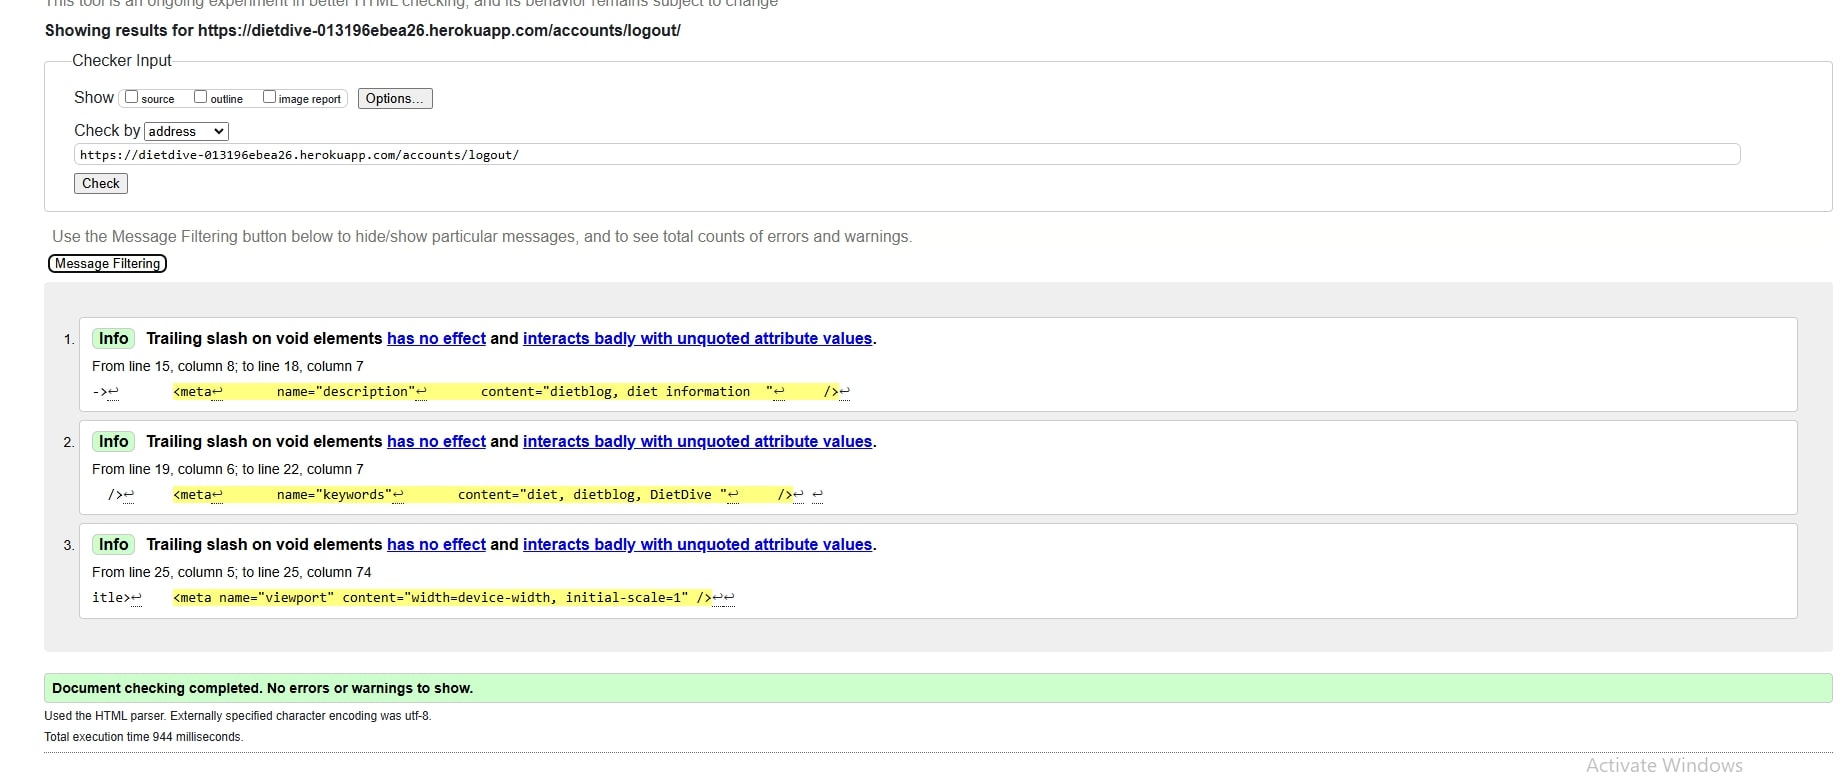 This tool is an ongoing experiment in better HTML checking, and its behavior remains subject to change
Showing results for https://dietdive-013196ebea26.herokuapp.com/accounts/logout/
Checker Input
Show source outline image report Options...
Check by address
https://dietdive-013196ebea26.herokuapp.com/accounts/logout/
Check
Use the Message Filtering button below to hide/show particular messages, and to see total counts of errors and warnings.
Message Filtering
1. Info Trailing slash on void elements has no effect and interacts badly with unquoted attribute values.
From line 15, column 8; to line 18, column 7
->↩ <meta↩ name="description"↩ content="dietblog, diet information "↩ />↩
2. Info Trailing slash on void elements has no effect and interacts badly with unquoted attribute values.
From line 19, column 6; to line 22, column 7
/>↩ <meta↩ name="keywords"↩ content="diet, dietblog, DietDive "↩ />↩ ↩
3. Info Trailing slash on void elements has no effect and interacts badly with unquoted attribute values.
From line 25, column 5; to line 25, column 74
itle>↩ <meta name="viewport" content="width=device-width, initial-scale=1" />↩↩
Document checking completed. No errors or warnings to show.
Used the HTML parser. Externally specified character encoding was utf-8.
Total execution time 944 milliseconds.
Activate Windows